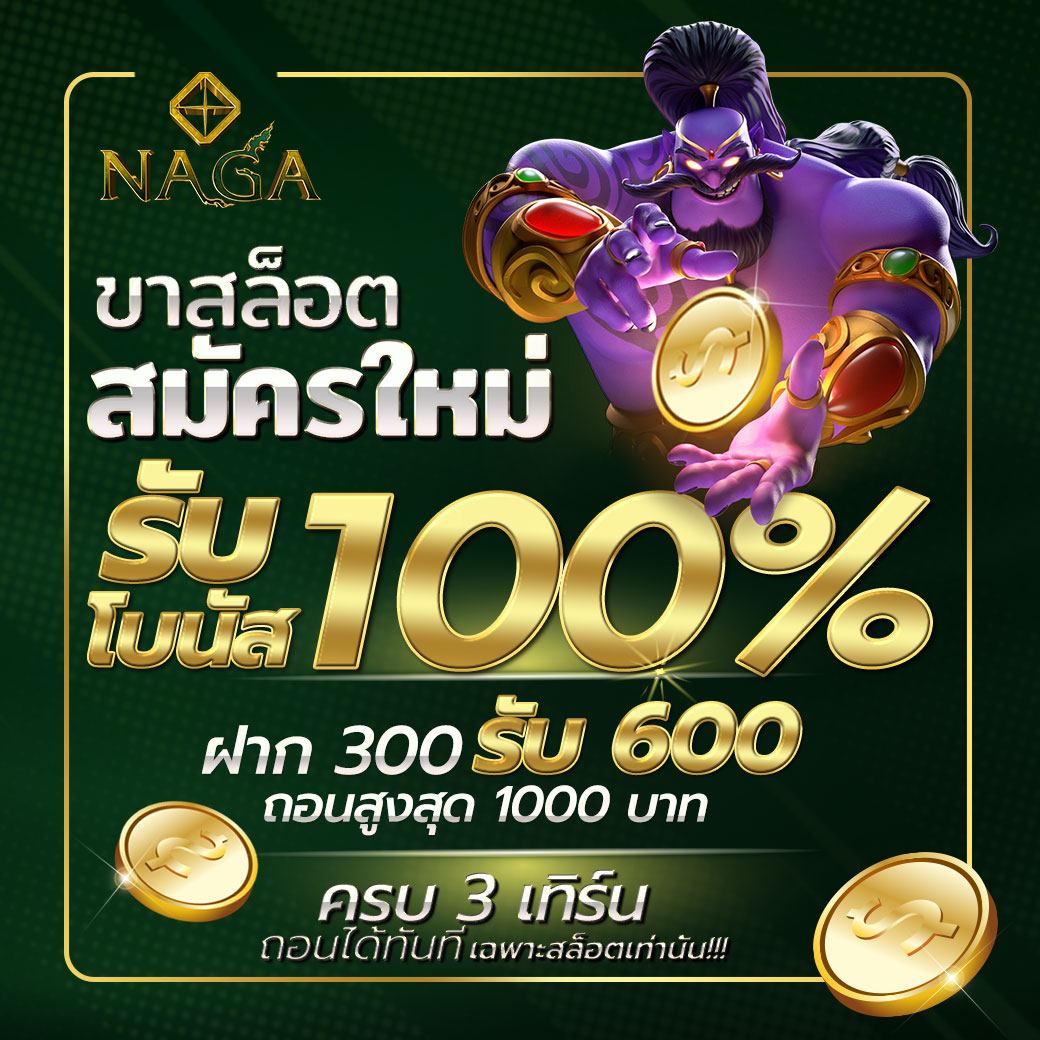 NAGA
ขาสล็อต
สมัครใหม่
รับ
โบนัส
100%
ฝาก 300 รับ 600
ถอนสูงสุด 1000 บาท
ครบ 3 เทิร์น
ถอนได้ทันที เฉพาะสล็อตเท่านั้น!!!